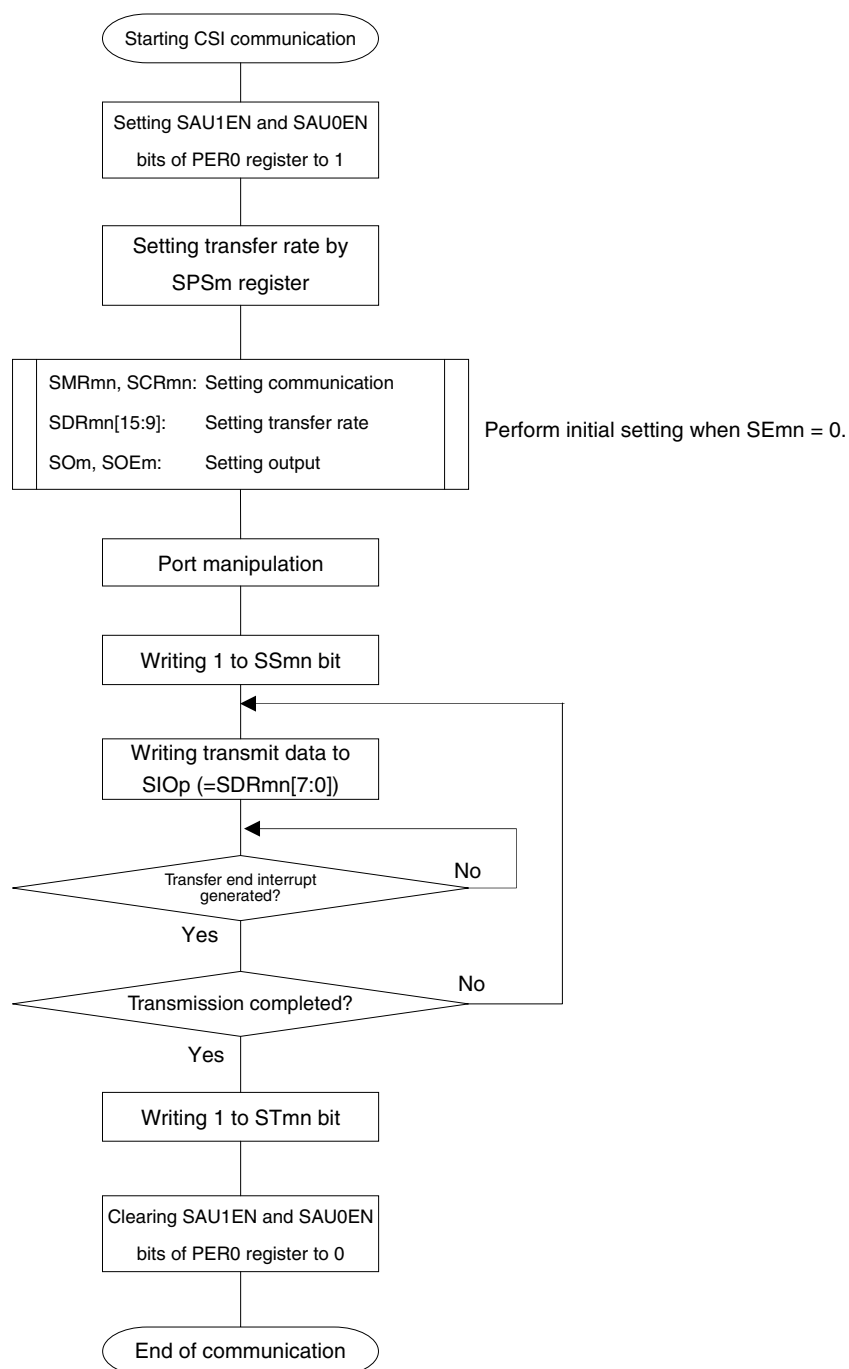 Starting CSI communication
Setting SAU1EN and SAU0EN
bits of PER0 register to 1
Setting transfer rate by
SPSm register
SMRmn, SCRmn: Setting communication
SDRmn[15:9]: Setting transfer rate
SOm, SOEm: Setting output
Perform initial setting when SEmn = 0.
Port manipulation
Writing 1 to SSmn bit
Writing transmit data to
SIOp (=SDRmn[7:0])
Transfer end interrupt
generated?
No
Yes
Transmission completed?
No
Yes
Writing 1 to STmn bit
Clearing SAU1EN and SAU0EN
bits of PER0 register to 0
End of communication